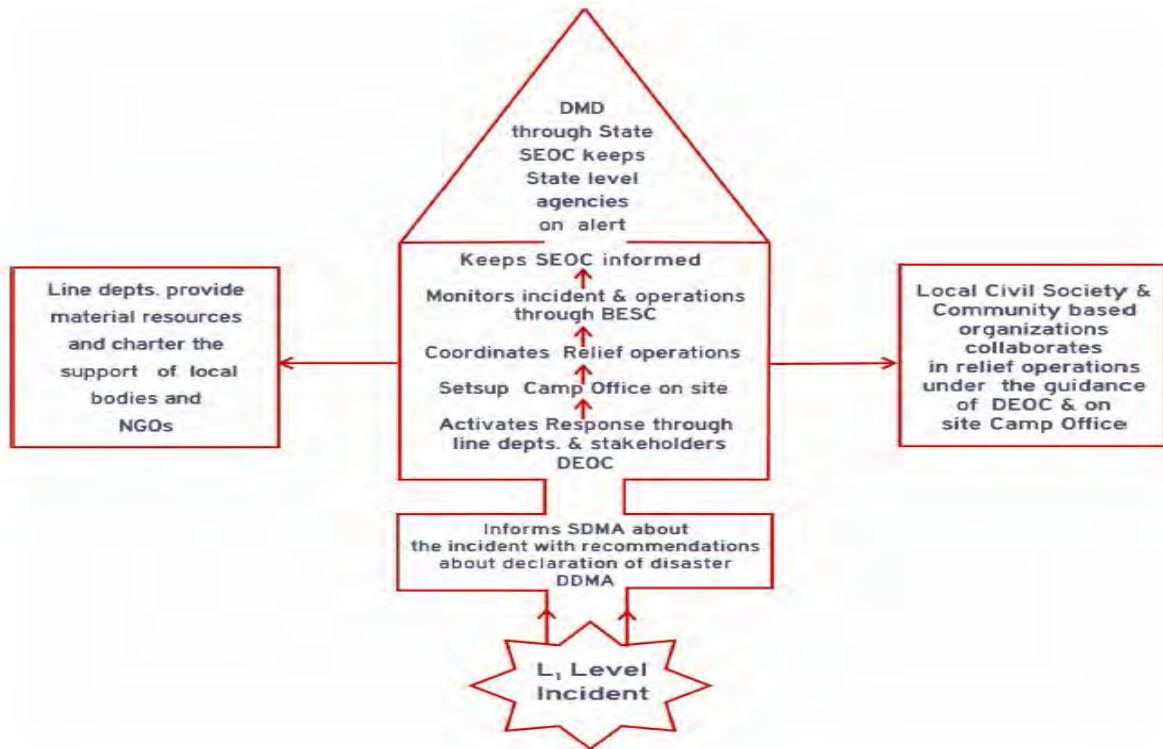 DMD
through State
SEOC keeps
State level
agencies
on alert
Keeps SEOC informed
Monitors incident & operations
through BESC
Coordinates Relief operations
Setsup Camp Office on site
Activates Response through
line depts. & stakeholders
DEOC
Line depts. provide
material resources
and charter the
support of local
bodies and
NGOs
Local Civil Society &
Community based
organizations
collaborates
in relief operations
under the guidance
of DEOC & on
site Camp Office
Informs SDMA about
the incident with recommendations
about declaration of disaster
DDMA
L₁ Level
Incident